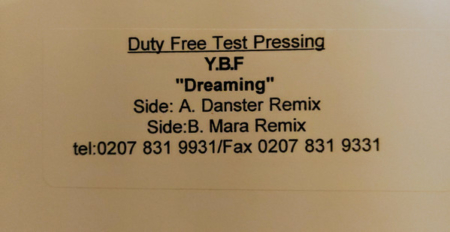 Duty Free Test Pressing
Y.B.F
"Dreaming"
Side: A. Danster Remix
Side:B. Mara Remix
tel:0207 831 9931/Fax 0207 831 9331